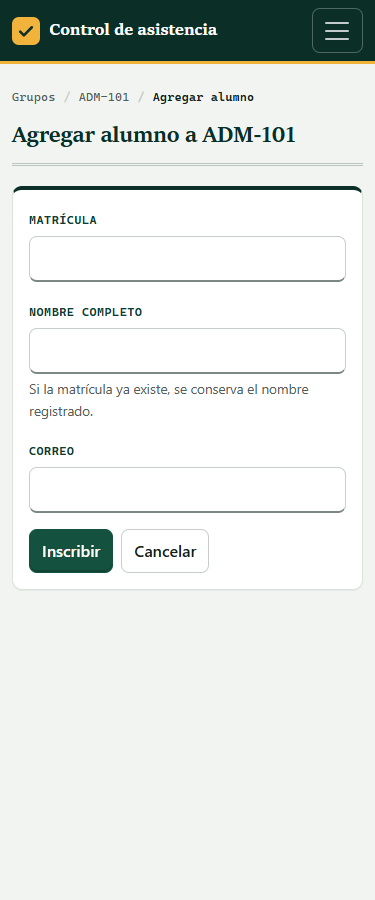 Control de asistencia
Grupos / ADM-101 / Agregar alumno
Agregar alumno a ADM-101
MATRÍCULA
NOMBRE COMPLETO
Si la matrícula ya existe, se conserva el nombre
registrado.
CORREO
Inscribir Cancelar